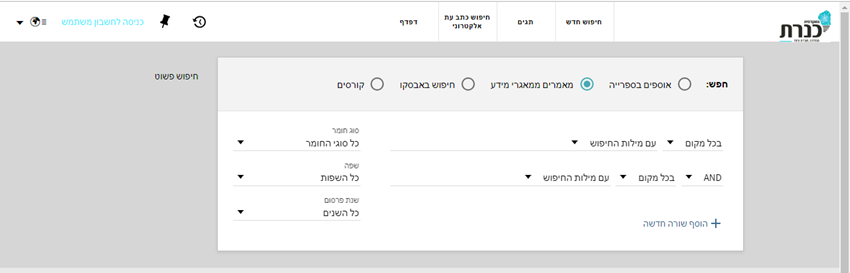 כנרת
חיפוש חדש
תגים
חיפוש כתב עת
אלקטרוני
דפדף
כניסה לחשבון משתמש
חיפוש פשוט
חפש:
אוספים בספרייה
מאמרים ממאגרי מידע
חיפוש באבסקו
קורסים
בכל מקום
עם מילות החיפוש
AND
בכל מקום
עם מילות החיפוש
הוסף שורה חדשה
סוג חומר
כל סוגי החומר
שפה
כל השפות
שנת פרסום
כל השנים